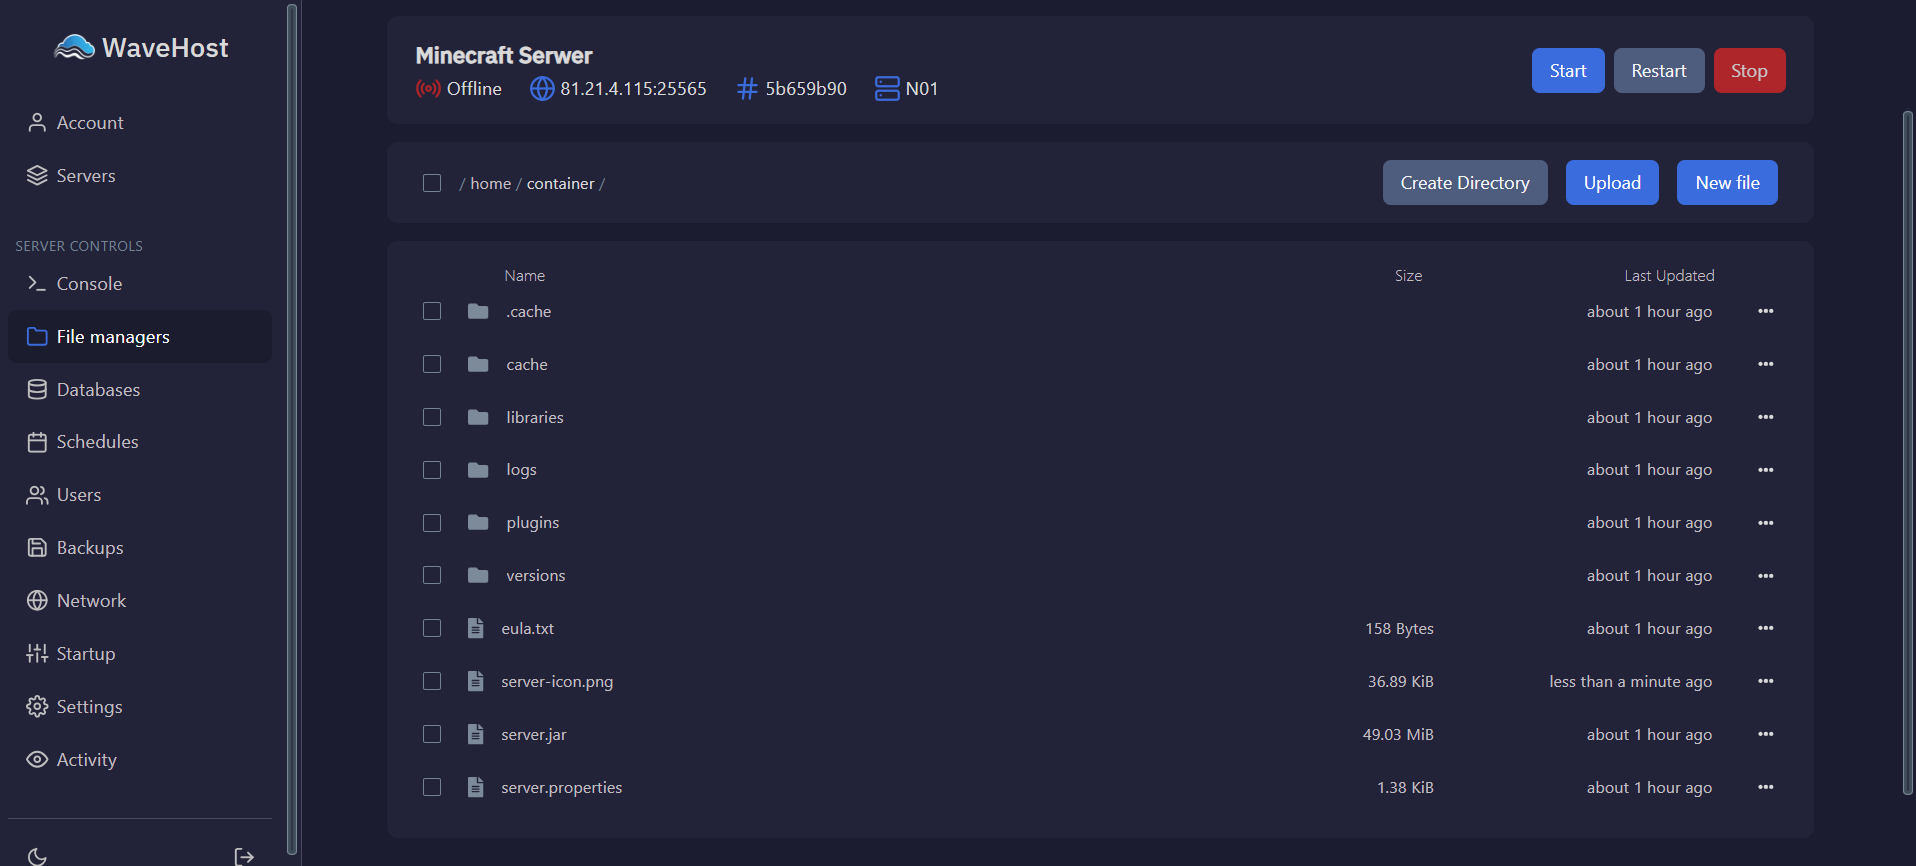 WaveHost
Account
Servers
SERVER CONTROLS
Console
File managers
Databases
Schedules
Users
Backups
Network
Startup
Settings
Activity
Minecraft Serwer
Offline 81.21.4.115:25565 # 5b659b90 N01
Start Restart Stop
/ home / container /
Create Directory Upload New file
Name Size Last Updated
.cache about 1 hour ago
cache about 1 hour ago
libraries about 1 hour ago
logs about 1 hour ago
plugins about 1 hour ago
versions about 1 hour ago
eula.txt 158 Bytes about 1 hour ago
server-icon.png 36.89 KiB less than a minute ago
server.jar 49.03 MiB about 1 hour ago
server.properties 1.38 KiB about 1 hour ago